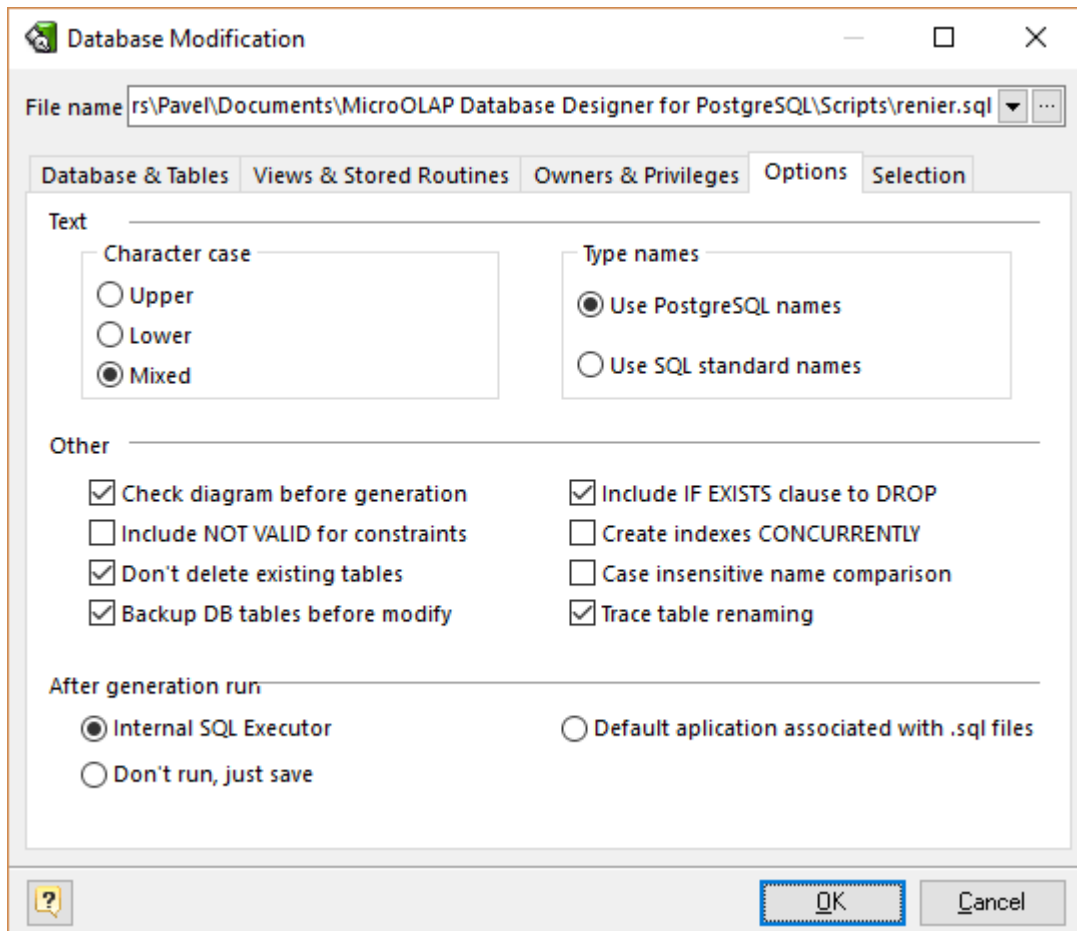 Database Modification
File name rs\Pavel\Documents\MicroOLAP Database Designer for PostgreSQL\Scripts\renier.sql ...
Database & Tables Views & Stored Routines Owners & Privileges Options Selection
Text
Character case Type names
Upper
Use PostgreSQL names
Lower
Use SQL standard names
Mixed
Other
Check diagram before generation Include IF EXISTS clause to DROP
Include NOT VALID for constraints Create indexes CONCURRENTLY
Don't delete existing tables Case insensitive name comparison
Backup DB tables before modify Trace table renaming
After generation run
Internal SQL Executor Default aplication associated with .sql files
Don't run, just save
? OK Cancel